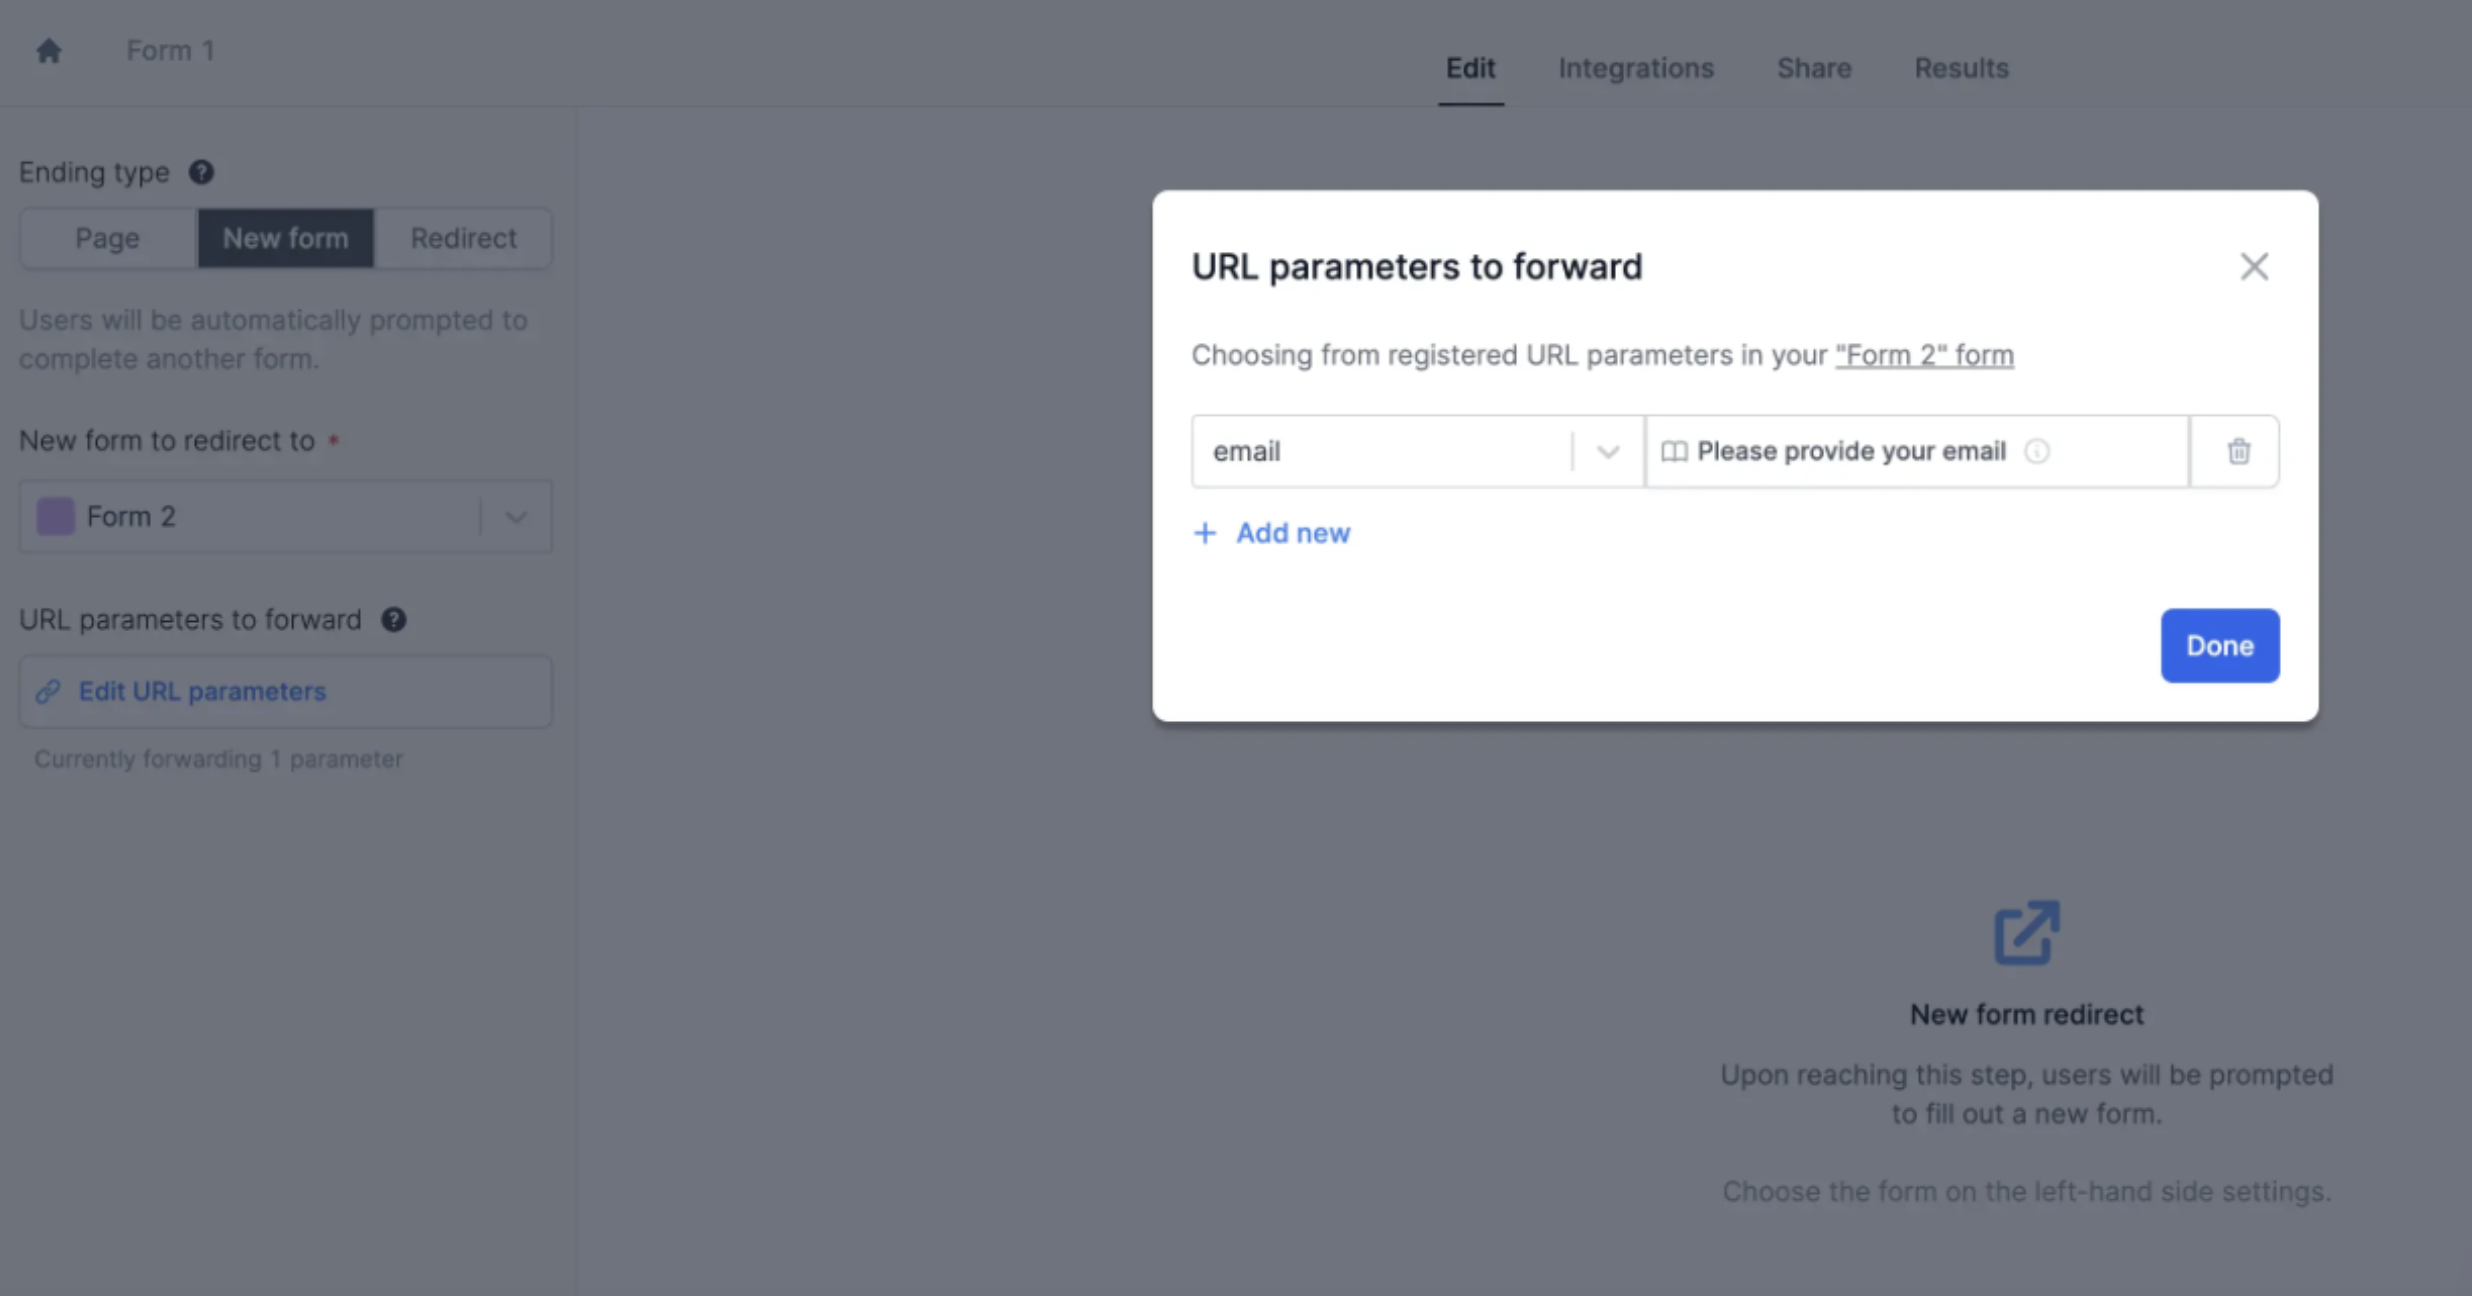 Form 1
Edit
Integrations
Share
Results
Ending type ?
Page
New form
Redirect
Users will be automatically prompted to
complete another form.
New form to redirect to *
Form 2
URL parameters to forward ?
Edit URL parameters
Currently forwarding 1 parameter
URL parameters to forward
Choosing from registered URL parameters in your "Form 2" form
email
Please provide your email
+ Add new
Done
New form redirect
Upon reaching this step, users will be prompted
to fill out a new form.
Choose the form on the left-hand side settings.